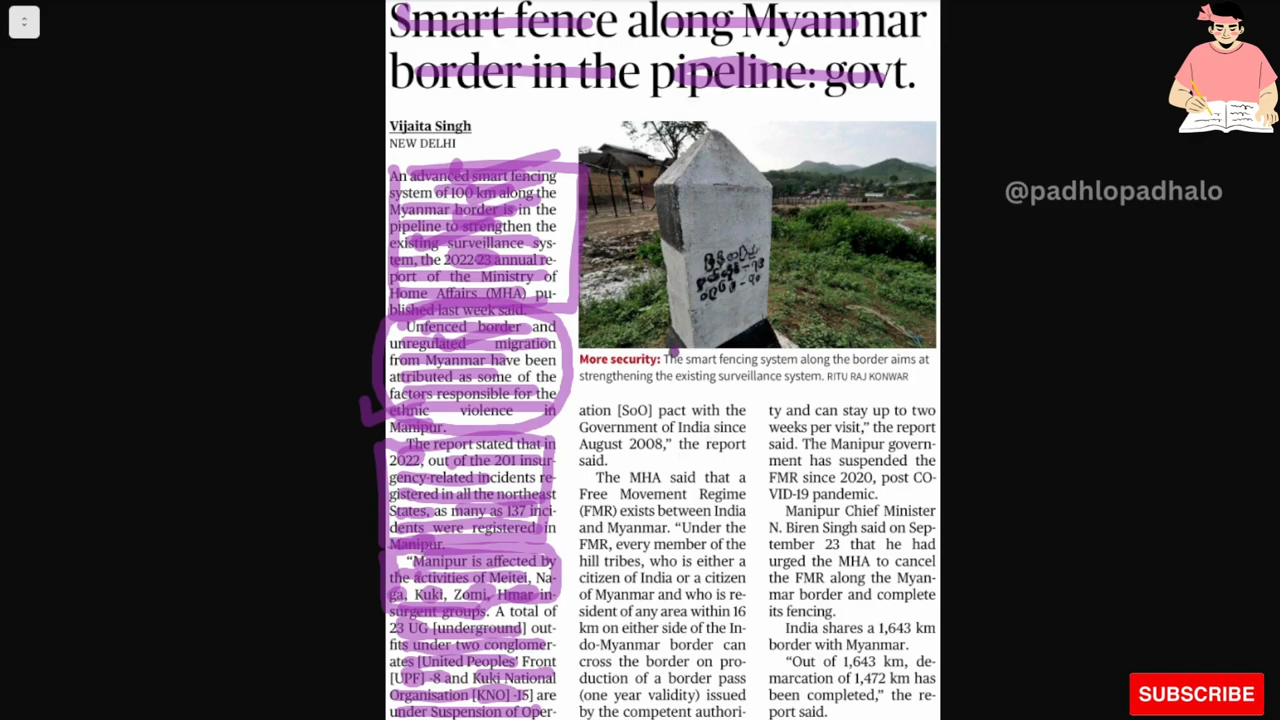 Smart fence along Myanmar
border in the pipeline: govt.
Vijaita Singh
NEW DELHI
An advanced smart fencing
system of 100 km along the
Myanmar border is in the
pipeline to strengthen the
existing surveillance sys-
tem, the 2022-23 annual re-
port of the Ministry of
Home Affairs (MHA) pu-
blished last week said.
Unfenced border and
unregulated migration
from Myanmar have been
attributed as some of the
factors responsible for the
ethnic violence in
Manipur.
The report stated that in
2022, out of the 201 insur-
gency-related incidents re-
gistered in all the northeast
States, as many as 137 inci-
dents were registered in
Manipur.
“Manipur is affected by
the activities of Meitei, Na-
ga, Kuki, Zomi, Hmar in-
surgent groups. A total of
23 UG [underground] out-
fits under two conglomer-
ates [United Peoples’ Front
[UPF] -8 and Kuki National
Organisation [KNO] -15] are
under Suspension of Oper-
More security: The smart fencing system along the border aims at
strengthening the existing surveillance system. RITU RAJ KONWAR
ation [SoO] pact with the
Government of India since
August 2008,” the report
said.
The MHA said that a
Free Movement Regime
(FMR) exists between India
and Myanmar. “Under the
FMR, every member of the
hill tribes, who is either a
citizen of India or a citizen
of Myanmar and who is re-
sident of any area within 16
km on either side of the In-
do-Myanmar border can
cross the border on pro-
duction of a border pass
(one year validity) issued
by the competent authori-
ty and can stay up to two
weeks per visit,” the report
said. The Manipur govern-
ment has suspended the
FMR since 2020, post CO-
VID-19 pandemic.
Manipur Chief Minister
N. Biren Singh said on Sep-
tember 23 that he had
urged the MHA to cancel
the FMR along the Myan-
mar border and complete
its fencing.
India shares a 1,643 km
border with Myanmar.
“Out of 1,643 km, de-
marcation of 1,472 km has
been completed,” the re-
port said.
@padhlopadhalo
SUBSCRIBE